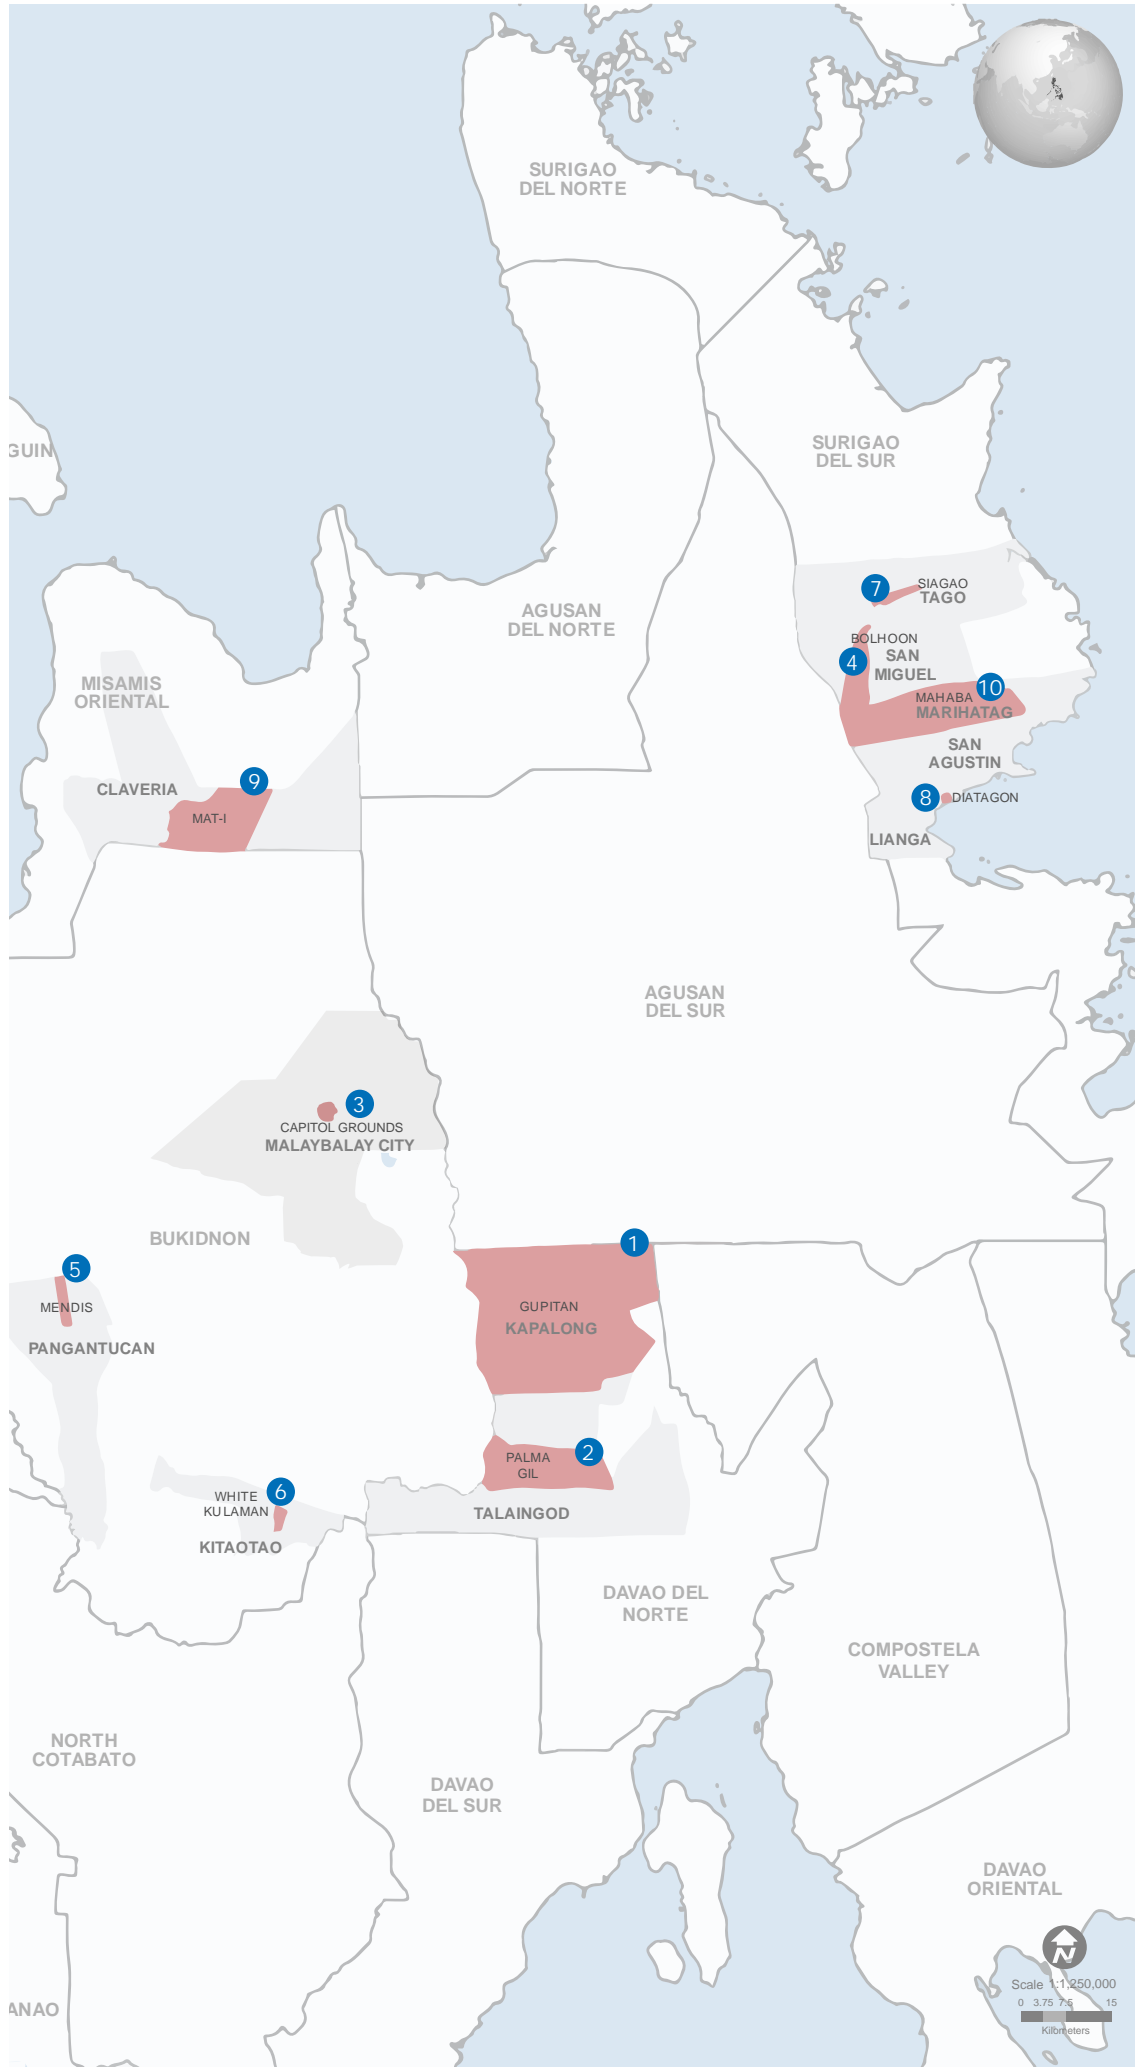 SURIGAO
DEL NORTE
GUIN
SURIGAO
DEL SUR
7
SIAGAO
TAGO
AGUSAN
DEL NORTE
BOLHOON
4
SAN
MIGUEL
10
MAHABA
MARIHATAG
MISAMIS
ORIENTAL
SAN
AGUSTIN
9
CLAVERIA
8
DIATAGON
MAT-I
LIANGA
AGUSAN
DEL SUR
3
CAPITOL GROUNDS
MALAYBALAY CITY
BUKIDNON
1
5
MENDIS
GUPITAN
KAPALONG
PANGANTUCAN
2
PALMA
GIL
6
WHITE
KULAMAN
TALAINGOD
KITAOTAO
DAVAO DEL
NORTE
COMPOSTELA
VALLEY
NORTH
COTABATO
DAVAO
DEL SUR
DAVAO
ORIENTAL
N
Scale 1:1,250,000
0 3.75 7.5 15
Kilometers
ANAO